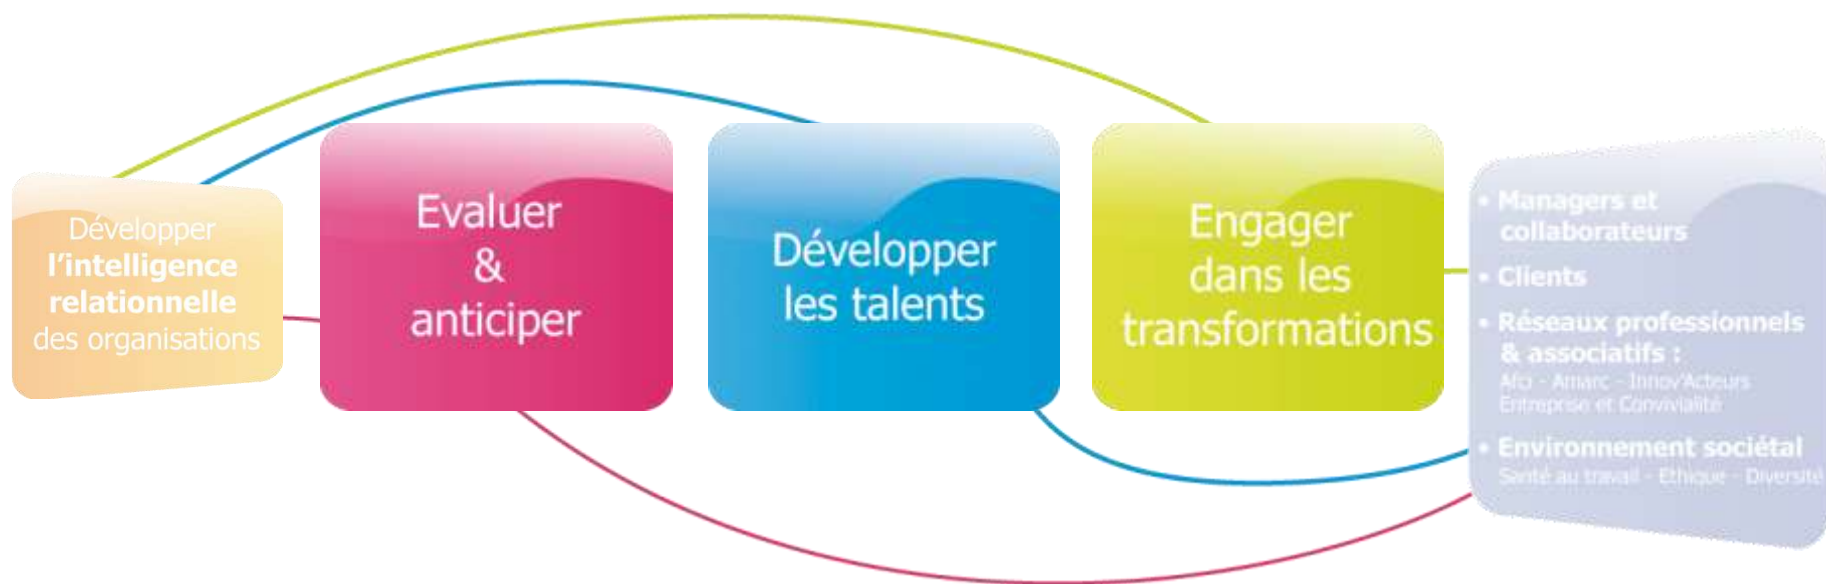 Développer
l'intelligence
relationnelle
des organisations
Evaluer
&
anticiper
Développer
les talents
Engager
dans les
transformations
• Managers et
collaborateurs
• Clients
• Réseaux professionnels
& associatifs :
Afci - Amarc - Innov'Acteurs
Entreprise et Convivialité
• Environnement sociétal
Santé au travail - Ethique - Diversité